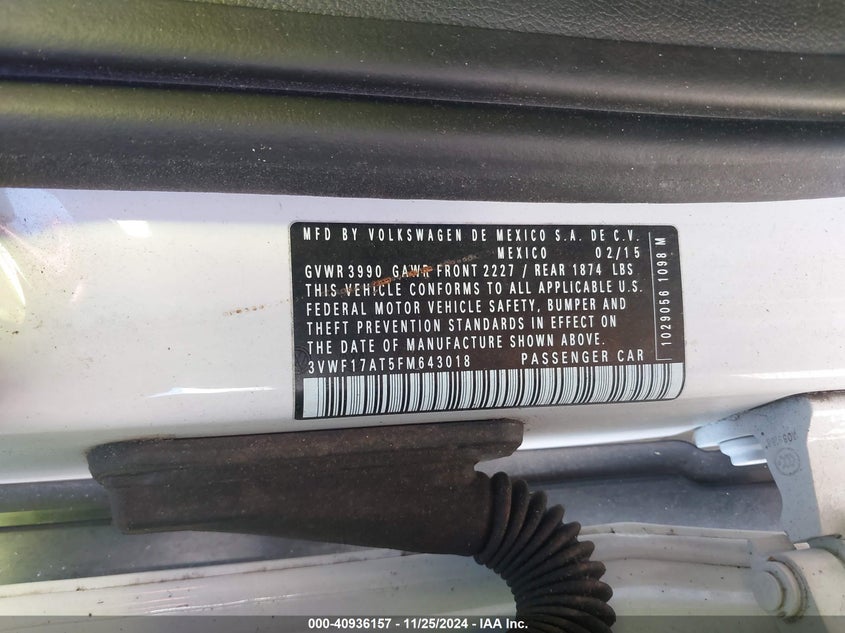 MFD BY VOLKSWAGEN DE MEXICO S.A. DE C.V.
MEXICO 02/15
GVWR 3990 GAWR FRONT 2227 / REAR 1874 LBS
THIS VEHICLE CONFORMS TO ALL APPLICABLE U.S.
FEDERAL MOTOR VEHICLE SAFETY, BUMPER AND
THEFT PREVENTION STANDARDS IN EFFECT ON
THE DATE OF MANUFACTURE SHOWN ABOVE.
3VWF17AT5FM643018 PASSENGER CAR
1029056 1098 M
000-40936157 - 11/25/2024 - IAA Inc.